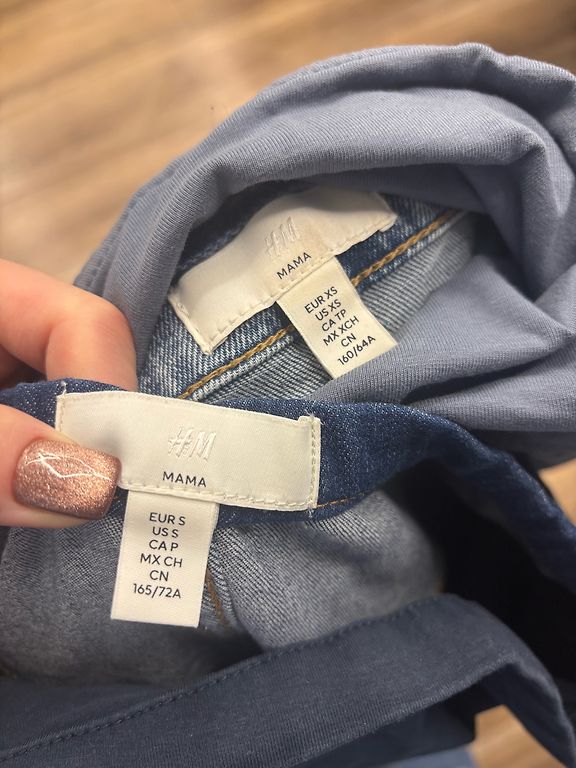 H&M
MAMA
EUR XS
US XS
CA TP
MX XCH
CN
160/64A
H&M
MAMA
EUR S
US S
CA P
MX CH
CN
165/72A